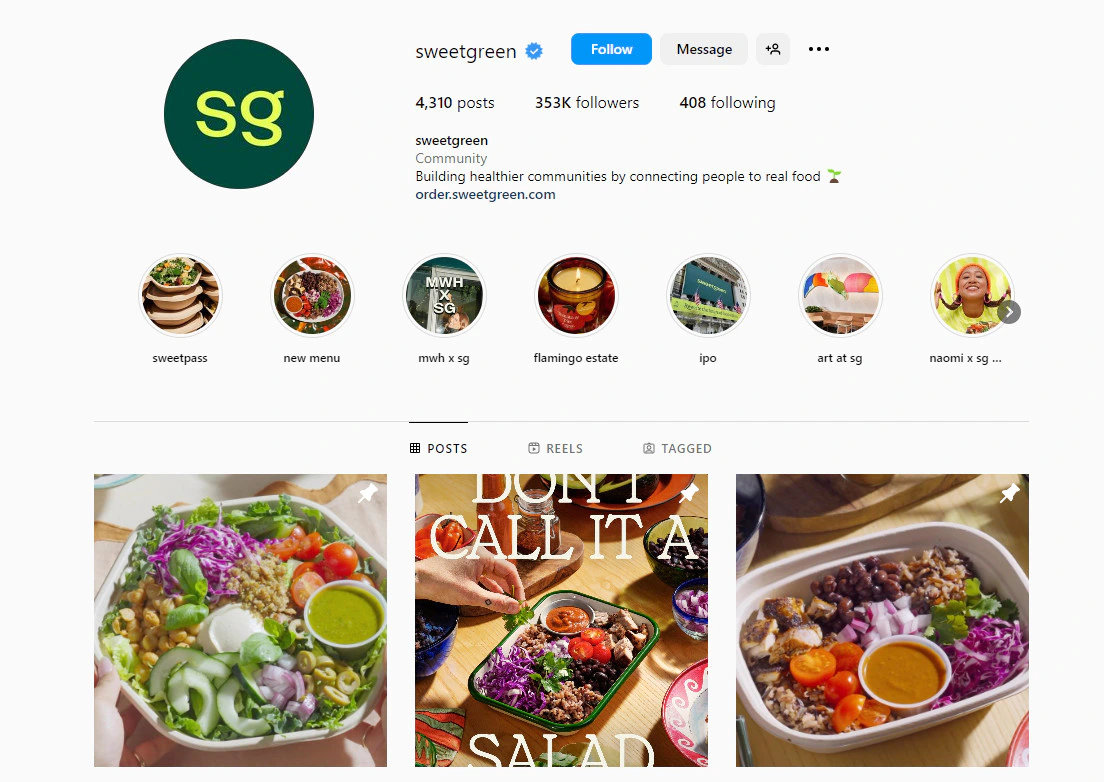 sg
sweetgreen
Follow
Message
4,310 posts 353K followers 408 following
sweetgreen
Community
Building healthier communities by connecting people to real food
order.sweetgreen.com
MWH
X
SG
sweetgreen
sweetpass
new menu
mwh x sg
flamingo estate
ipo
art at sg
naomi x sg ...
POSTS
REELS
TAGGED
DON'T
CALL IT A
SALAD